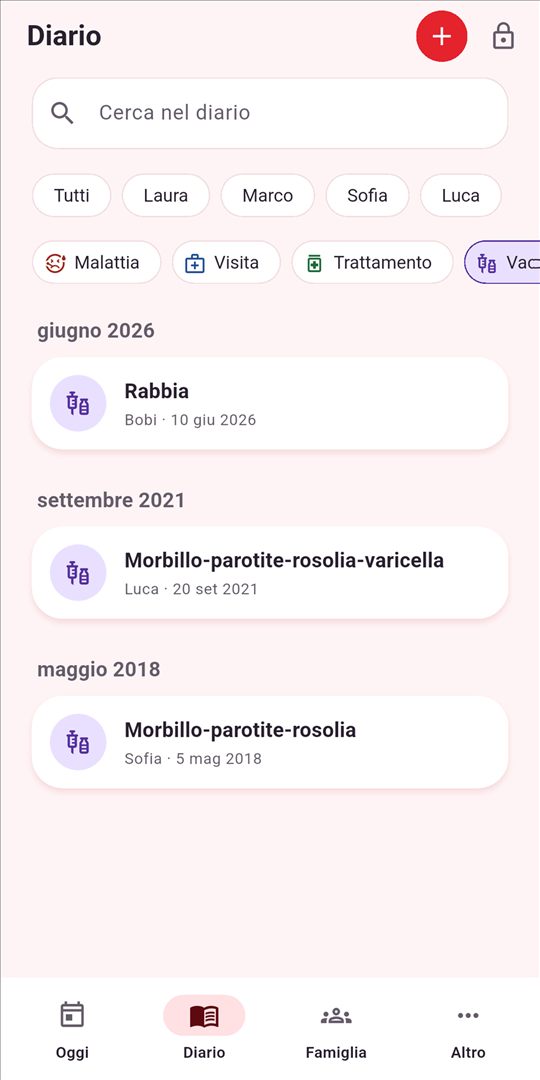 Diario
Cerca nel diario
Tutti Laura Marco Sofia Luca
Malattia Visita Trattamento
giugno 2026
Rabbia
Bobi · 10 giu 2026
settembre 2021
Morbillo-parotite-rosolia-varicella
Luca · 20 set 2021
maggio 2018
Morbillo-parotite-rosolia
Sofia · 5 mag 2018
Oggi Diario Famiglia Altro